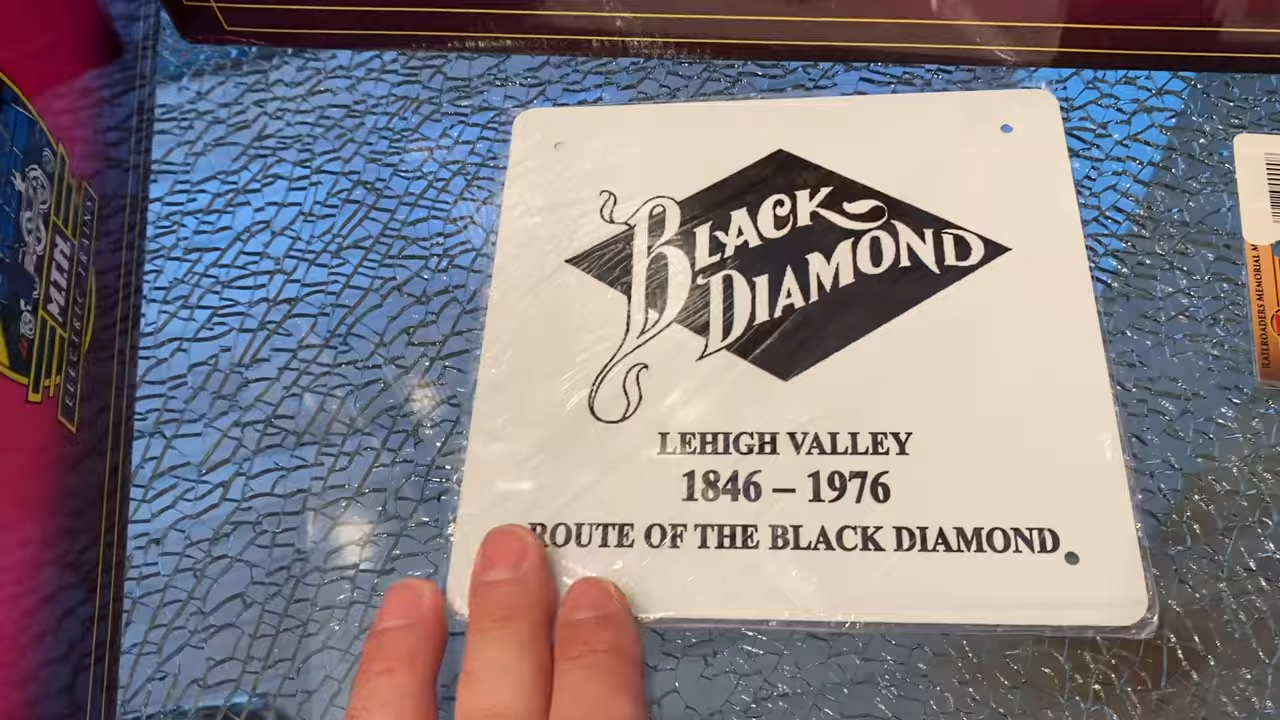 BLACK
DIAMOND
LEHIGH VALLEY
1846 – 1976
ROUTE OF THE BLACK DIAMOND
M.T.H.
ELECTRIC TRAINS
RAILROADERS MEMORIAL M